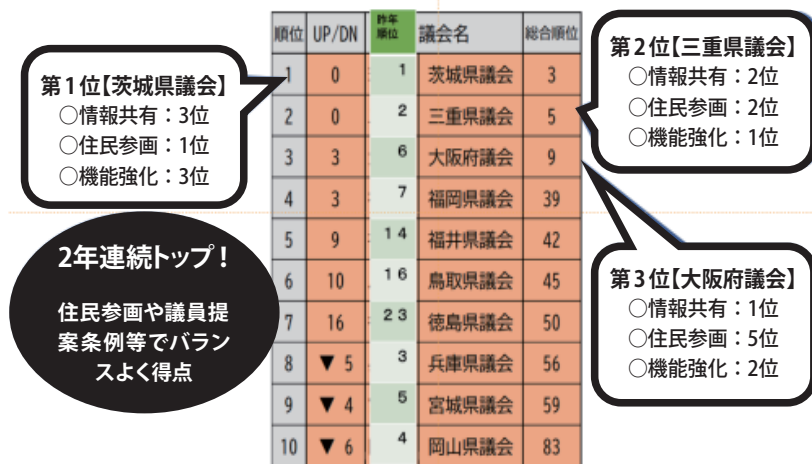 順位 UP/DN 昨年順位 議会名 総合順位
1 0 1 茨城県議会 3
2 0 2 三重県議会 5
3 3 6 大阪府議会 9
4 3 7 福岡県議会 39
5 9 14 福井県議会 42
6 10 16 鳥取県議会 45
7 16 23 徳島県議会 50
8 ▼ 5 3 兵庫県議会 56
9 ▼ 4 5 宮城県議会 59
10 ▼ 6 4 岡山県議会 83
第1位【茨城県議会】
○情報共有：3位
○住民参画：1位
○機能強化：3位
2年連続トップ！
住民参画や議員提
案条例等でバラン
スよく得点
第2位【三重県議会】
○情報共有：2位
○住民参画：2位
○機能強化：1位
第3位【大阪府議会】
○情報共有：1位
○住民参画：5位
○機能強化：2位